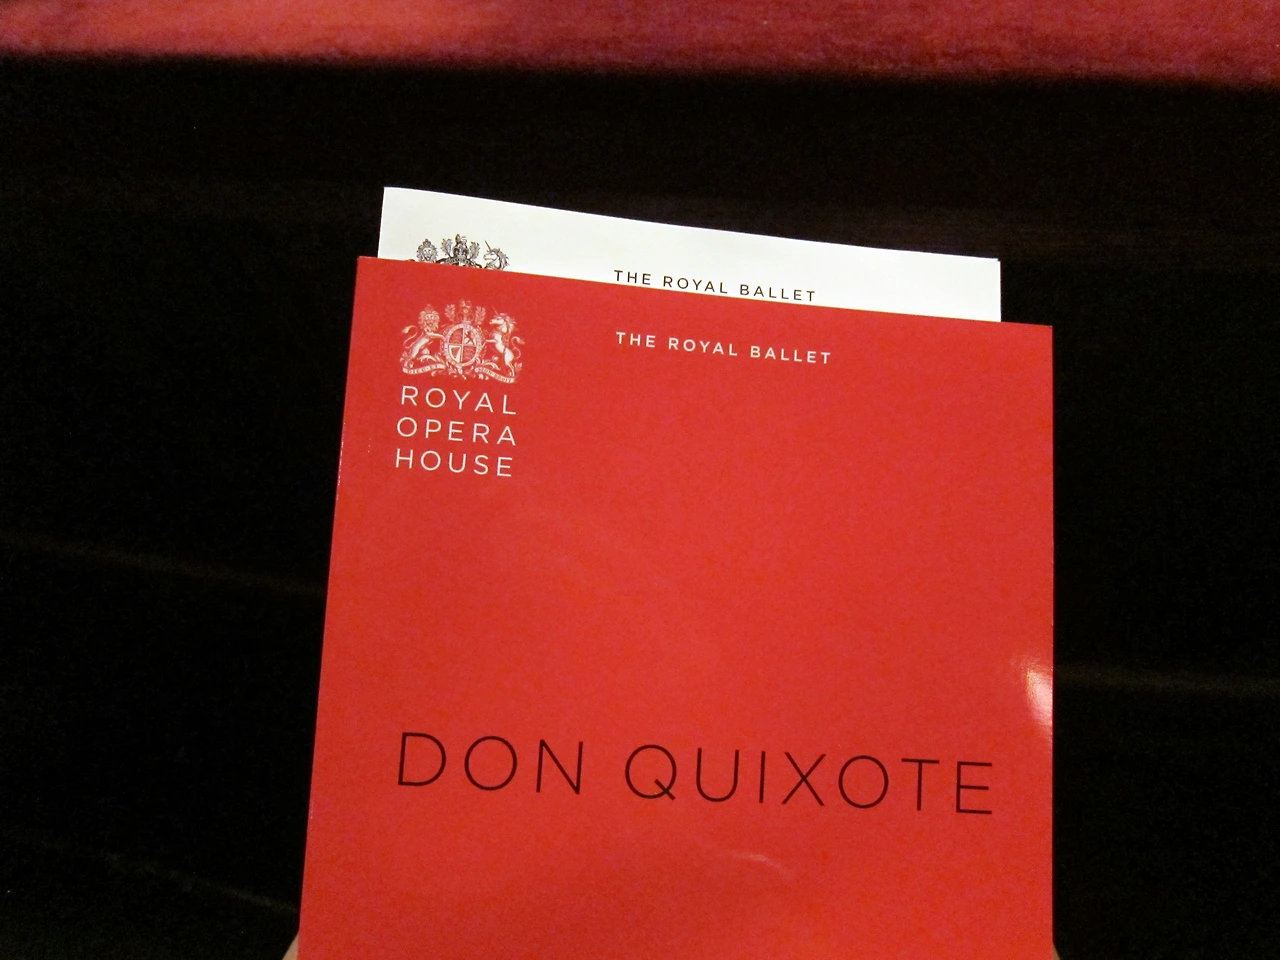 THE ROYAL BALLET
THE ROYAL BALLET
ROYAL
OPERA
HOUSE
DON QUIXOTE